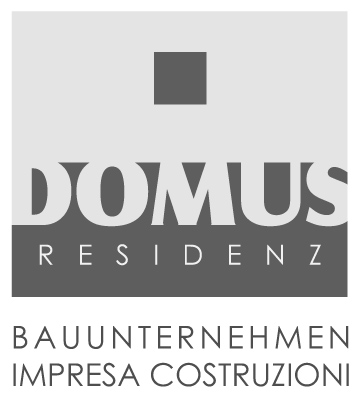 DOMUS
RESIDENZ
BAUUNTERNEHMEN
IMPRESA COSTRUZIONI